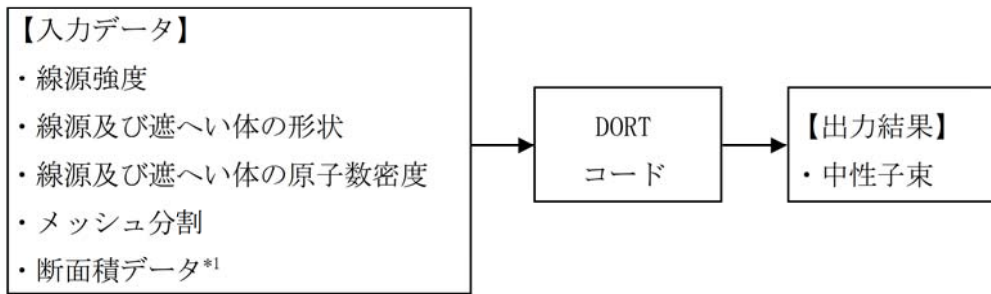 【入力データ】
・線源強度
・線源及び遮へい体の形状
・線源及び遮へい体の原子数密度
・メッシュ分割
・断面積データ*1
DORT
コード
【出力結果】
・中性子束